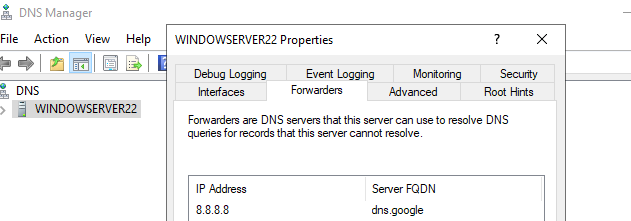 DNS Manager
File Action View Help
DNS
WINDOWSERVER22
WINDOWSERVER22 Properties
Debug Logging Event Logging Monitoring Security
Interfaces Forwarders Advanced Root Hints
Forwarders are DNS servers that this server can use to resolve DNS
queries for records that this server cannot resolve.
IP Address Server FQDN
8.8.8.8 dns.google